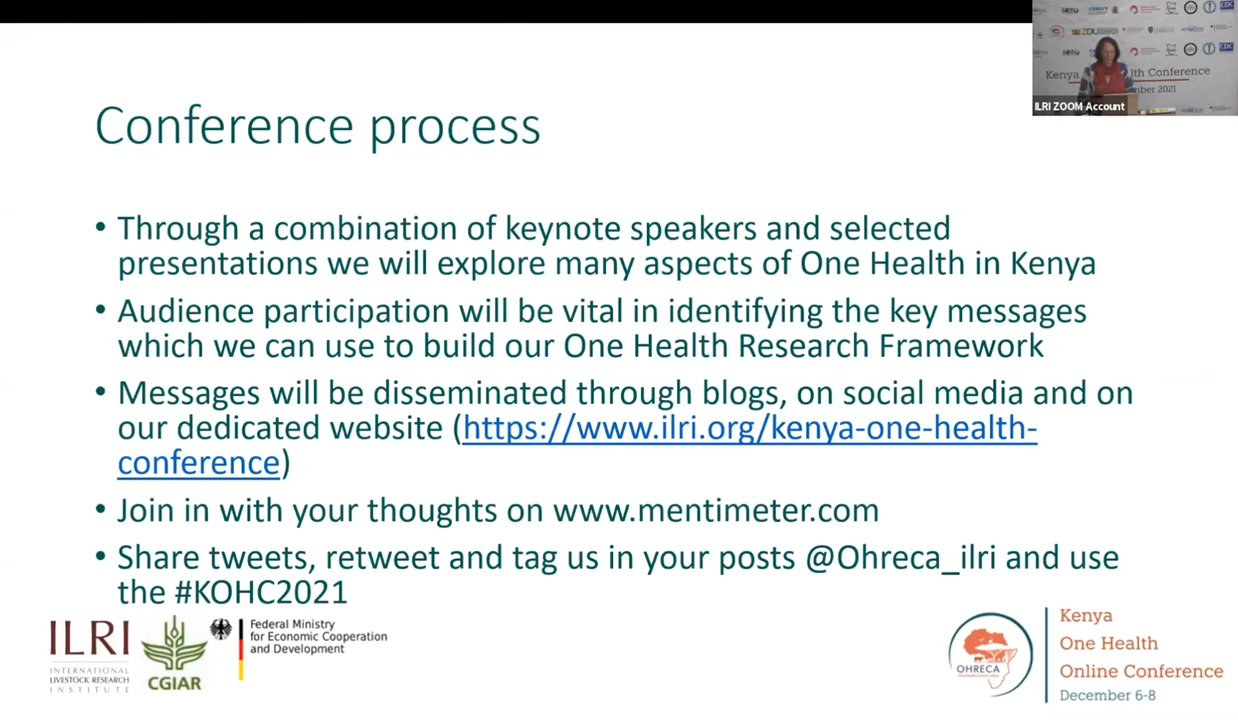 Conference process
• Through a combination of keynote speakers and selected
presentations we will explore many aspects of One Health in Kenya
• Audience participation will be vital in identifying the key messages
which we can use to build our One Health Research Framework
• Messages will be disseminated through blogs, on social media and on
our dedicated website (https://www.ilri.org/kenya-one-health-
conference)
• Join in with your thoughts on www.mentimeter.com
• Share tweets, retweet and tag us in your posts @Ohreca_ilri and use
the #KOHC2021
ILRI
INTERNATIONAL
LIVESTOCK RESEARCH
INSTITUTE
CGIAR
Federal Ministry
for Economic Cooperation
and Development
OHRECA
Kenya
One Health
Online Conference
December 6-8
Kenya lth Conference
mber 2021
ILRI ZOOM Account